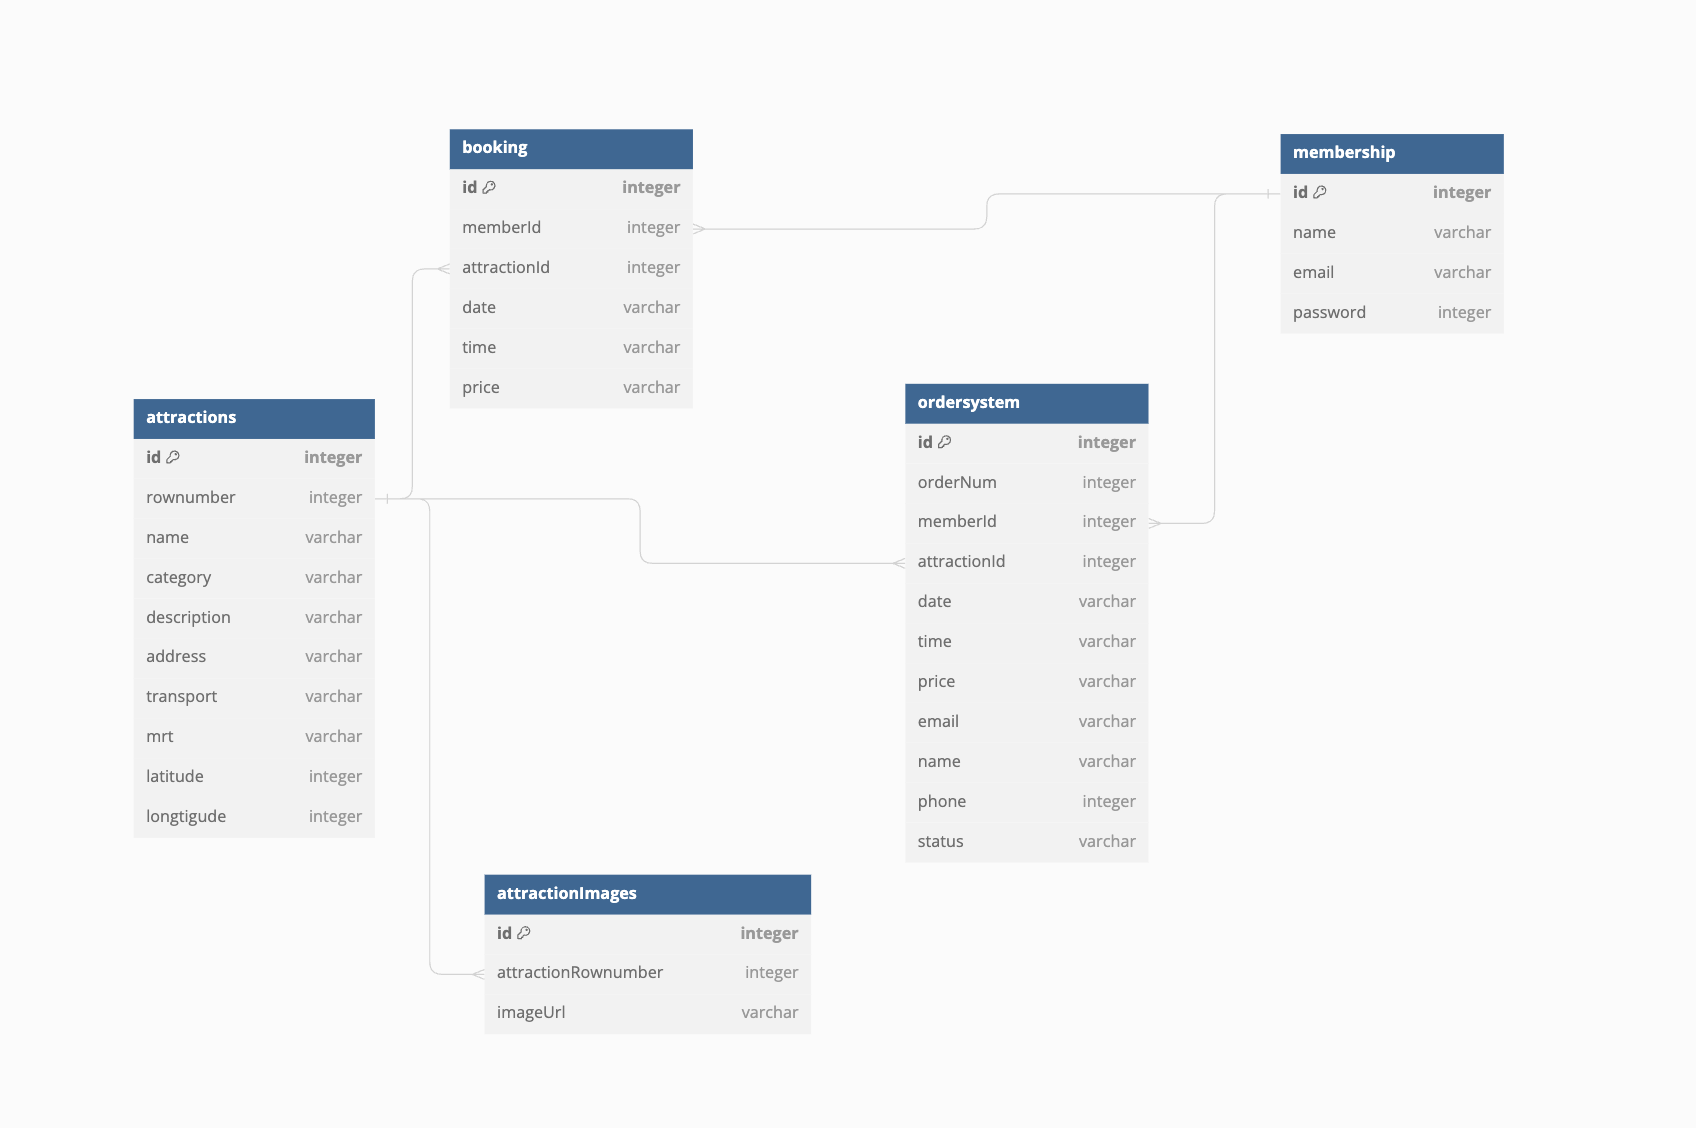 booking
id integer
memberId integer
attractionId integer
date varchar
time varchar
price varchar
membership
id integer
name varchar
email varchar
password integer
attractions
id integer
rownumber integer
name varchar
category varchar
description varchar
address varchar
transport varchar
mrt varchar
latitude integer
longtigude integer
ordersystem
id integer
orderNum integer
memberId integer
attractionId integer
date varchar
time varchar
price varchar
email varchar
name varchar
phone integer
status varchar
attractionImages
id integer
attractionRownumber integer
imageUrl varchar